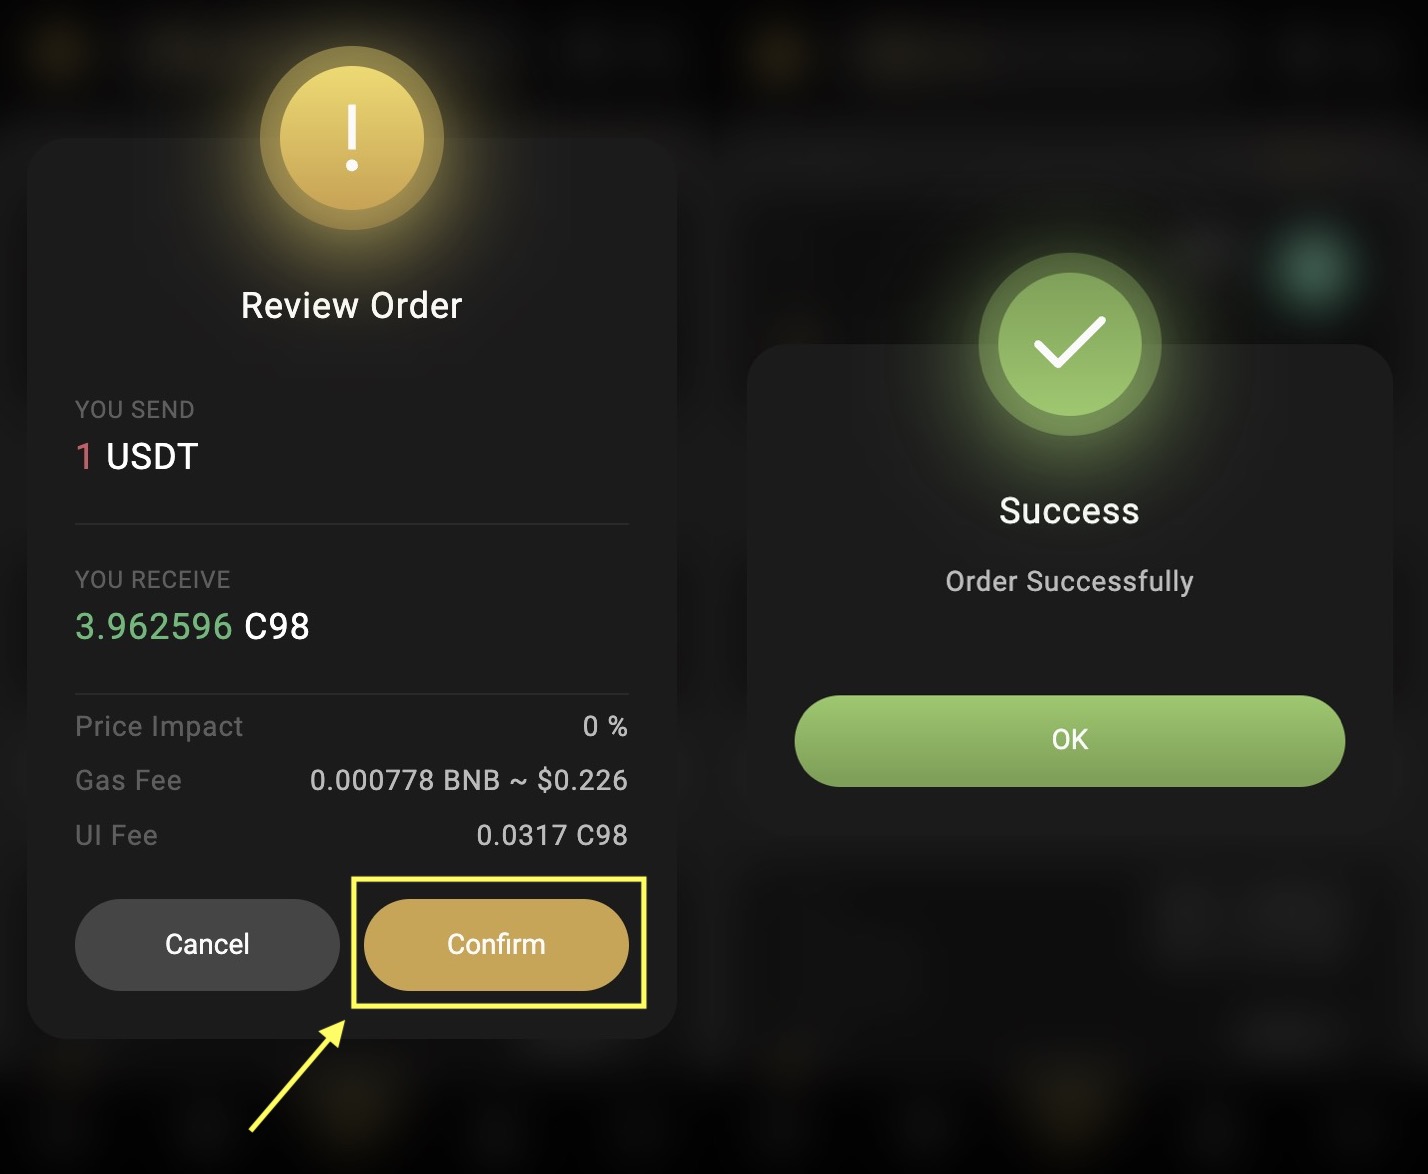 Review Order
YOU SEND
1 USDT
YOU RECEIVE
3.962596 C98
Price Impact 0 %
Gas Fee 0.000778 BNB ~ $0.226
UI Fee 0.0317 C98
Cancel Confirm
Success
Order Successfully
OK